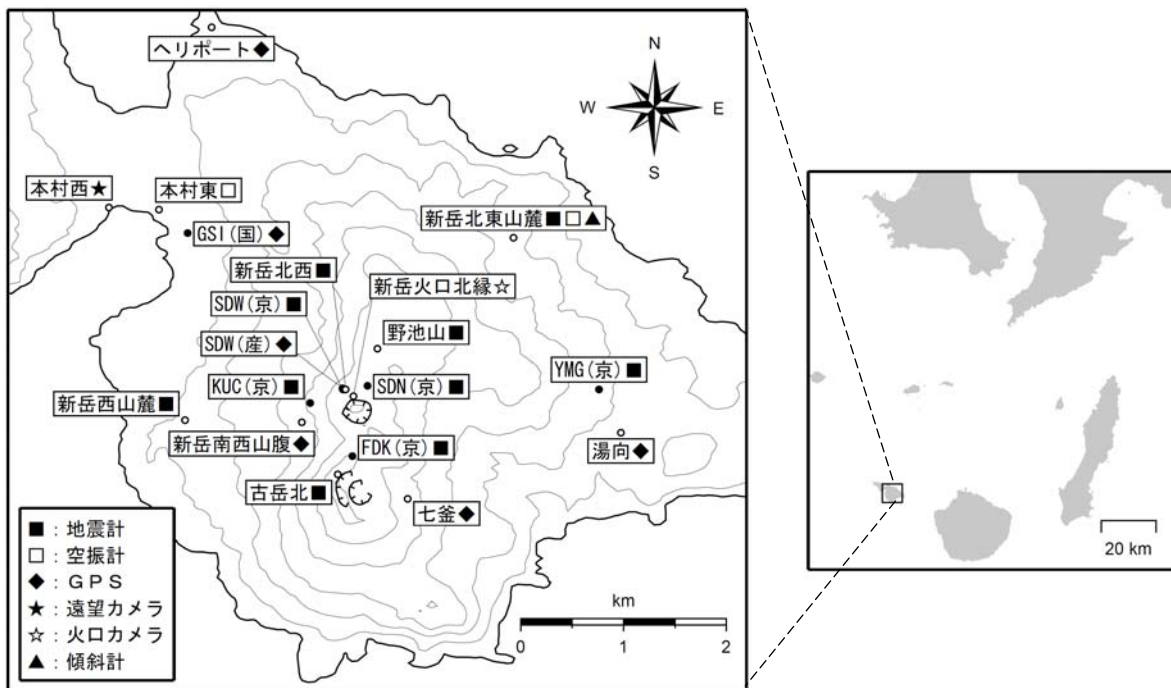 ヘリポート◆
N
W
E
S
本村西★
本村東□
GSI(国)◆
新岳北東山麓■□▲
新岳北西■
新岳火口北縁☆
SDW(京)■
野池山■
SDW(産)◆
YMG(京)■
KUC(京)■
SDN(京)■
新岳西山麓■
新岳南西山腹◆
FDK(京)■
湯向◆
古岳北■
七釜◆
■:地震計
□:空振計
◆:GPS
★:遠望カメラ
☆:火口カメラ
▲:傾斜計
km
0 1 2
20 km